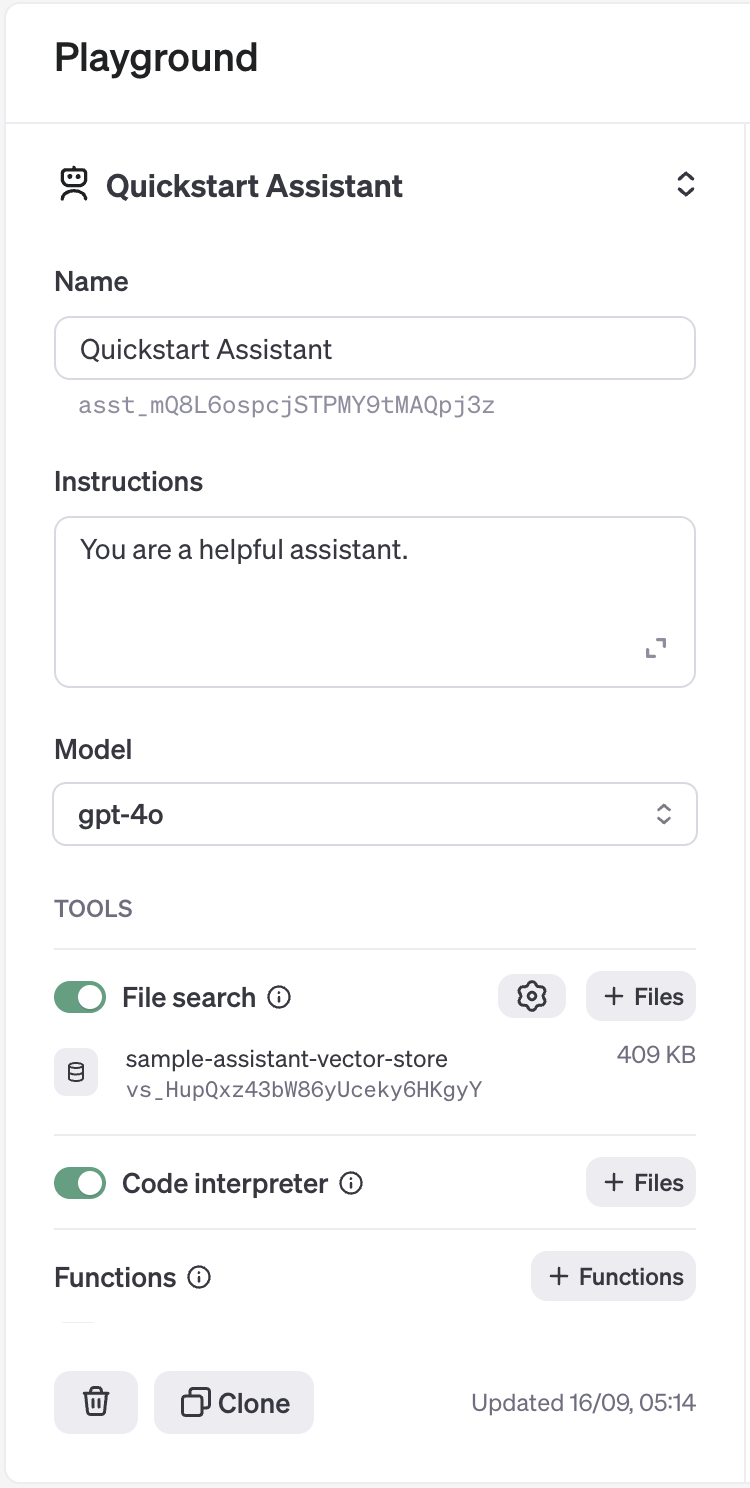 Playground
Quickstart Assistant
Name
Quickstart Assistant
asst_mQ8L6ospcjSTPMY9tMAQpj3z
Instructions
You are a helpful assistant.
Model
gpt-4o
TOOLS
File search + Files
sample-assistant-vector-store 409 KB
vs_HupQxz43bW86yUceky6HKgyY
Code interpreter + Files
Functions + Functions
Clone Updated 16/09, 05:14